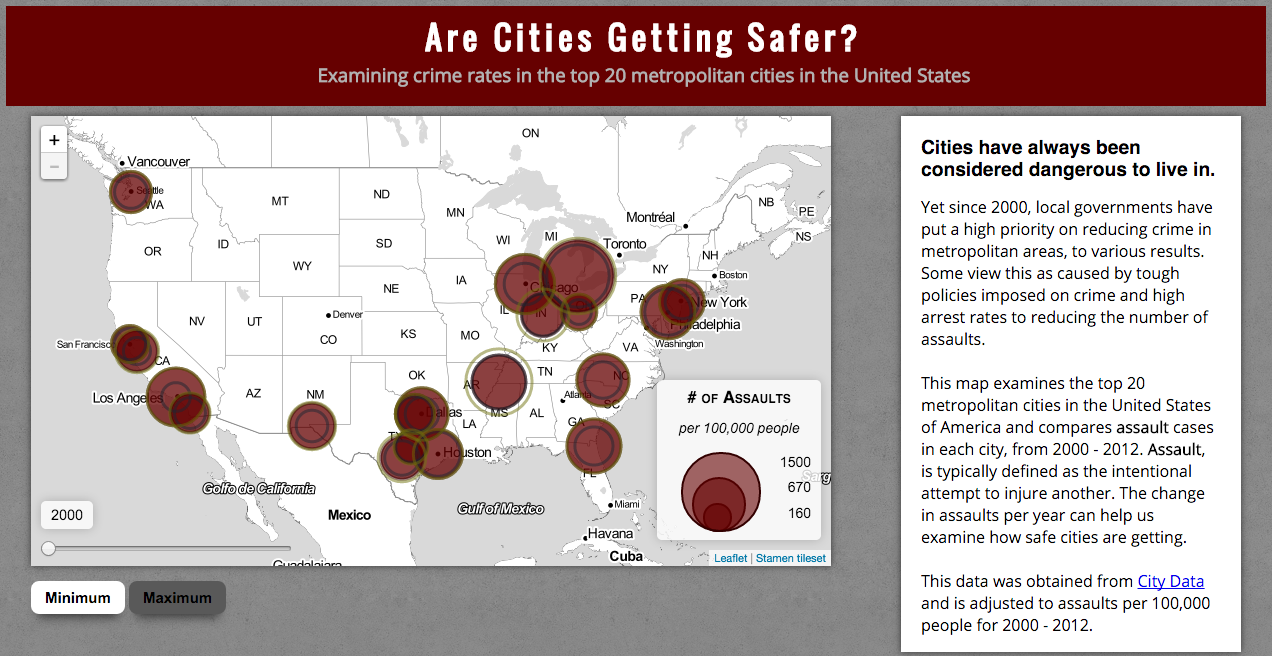 Are Cities Getting Safer?
Examining crime rates in the top 20 metropolitan cities in the United States
+
−
ON
Vancouver
Seattle
WA
MT
ND
MN
NB
PE
NS
Montréal
OR
ID
SD
WI
MI
Toronto
NH
WY
NY
Boston
IA
NE
Chicago
PA
New York
NV
UT
Denver
IL
IN
Philadelphia
CO
KS
MO
Washington
San Francisc
CA
KY
VA
OK
TN
NC
Los Angeles
AZ
NM
AR
Atlanta
SC
Dallas
MS
AL
GA
LA
Houston
FL
Golfo de California
Gulf of Mexico
Mexico
Miami
Havana
Cuba
Guadalajara
Sarg
# of Assaults
per 100,000 people
1500
670
160
2000
Leaflet | Stamen tileset
Minimum
Maximum
Cities have always been
considered dangerous to live in.
Yet since 2000, local governments have
put a high priority on reducing crime in
metropolitan areas, to various results.
Some view this as caused by tough
policies imposed on crime and high
arrest rates to reducing the number of
assaults.
This map examines the top 20
metropolitan cities in the United States
of America and compares assault cases
in each city, from 2000 - 2012. Assault,
is typically defined as the intentional
attempt to injure another. The change
in assaults per year can help us
examine how safe cities are getting.
This data was obtained from City Data
and is adjusted to assaults per 100,000
people for 2000 - 2012.